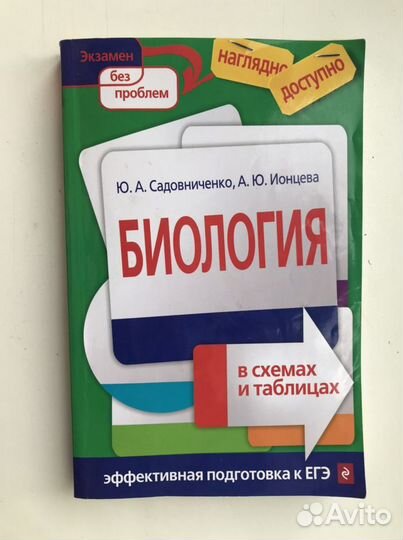 Экзамен
без
проблем
наглядно
доступно
Ю. А. Садовниченко, А. Ю. Ионцева
БИОЛОГИЯ
в схемах
и таблицах
эффективная подготовка к ЕГЭ
Avito